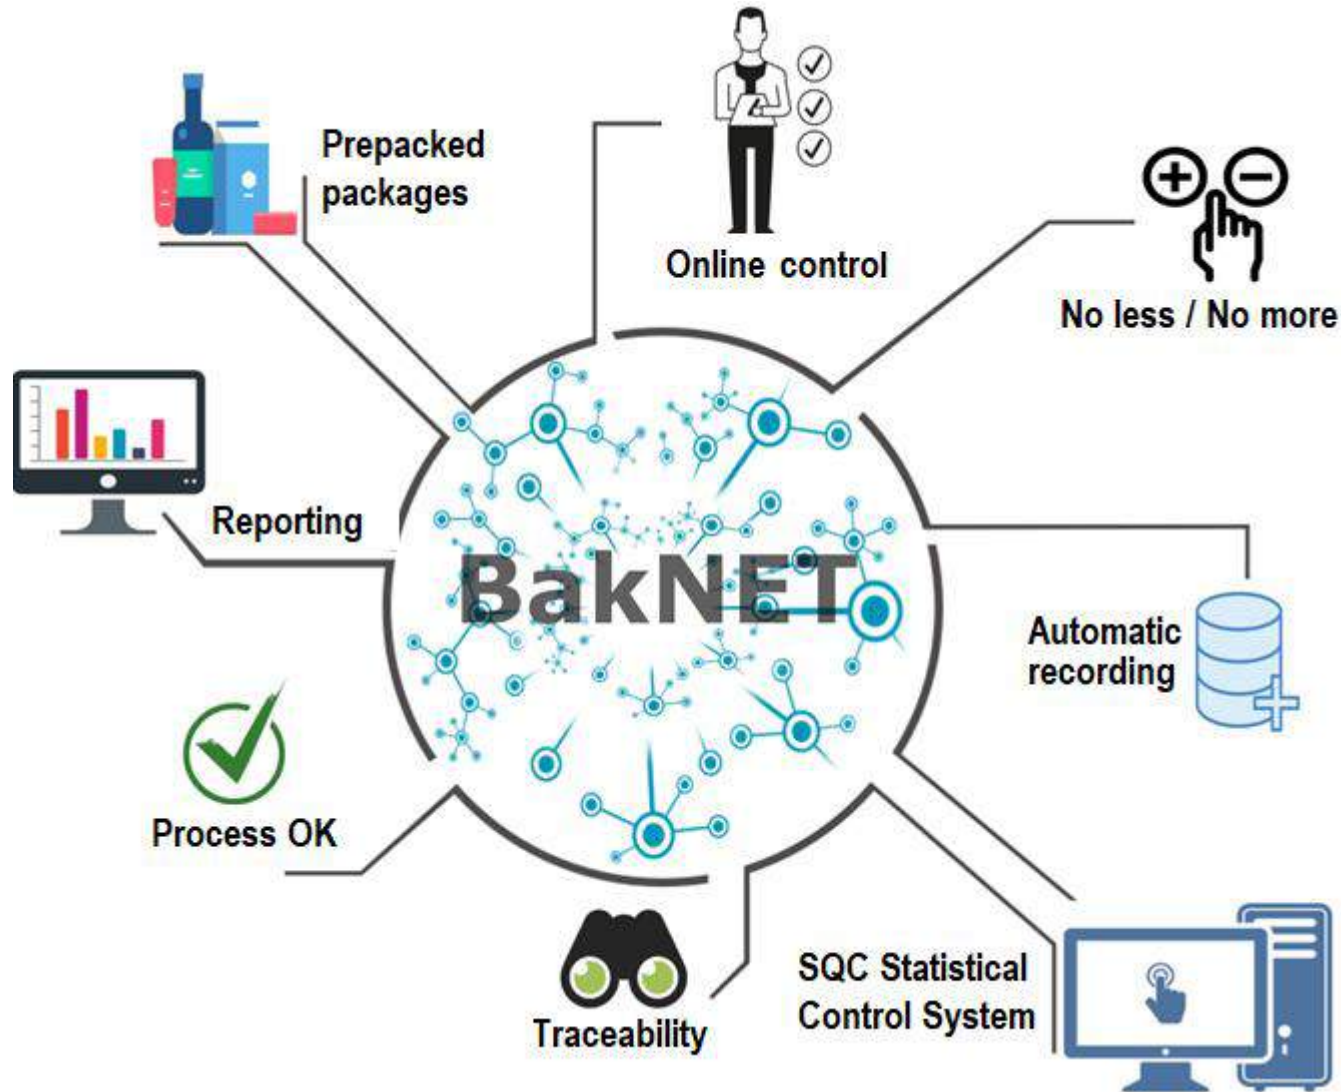 Prepacked
packages
Online control
No less / No more
Reporting
BakNET
Automatic
recording
Process OK
Traceability
SQC Statistical
Control System